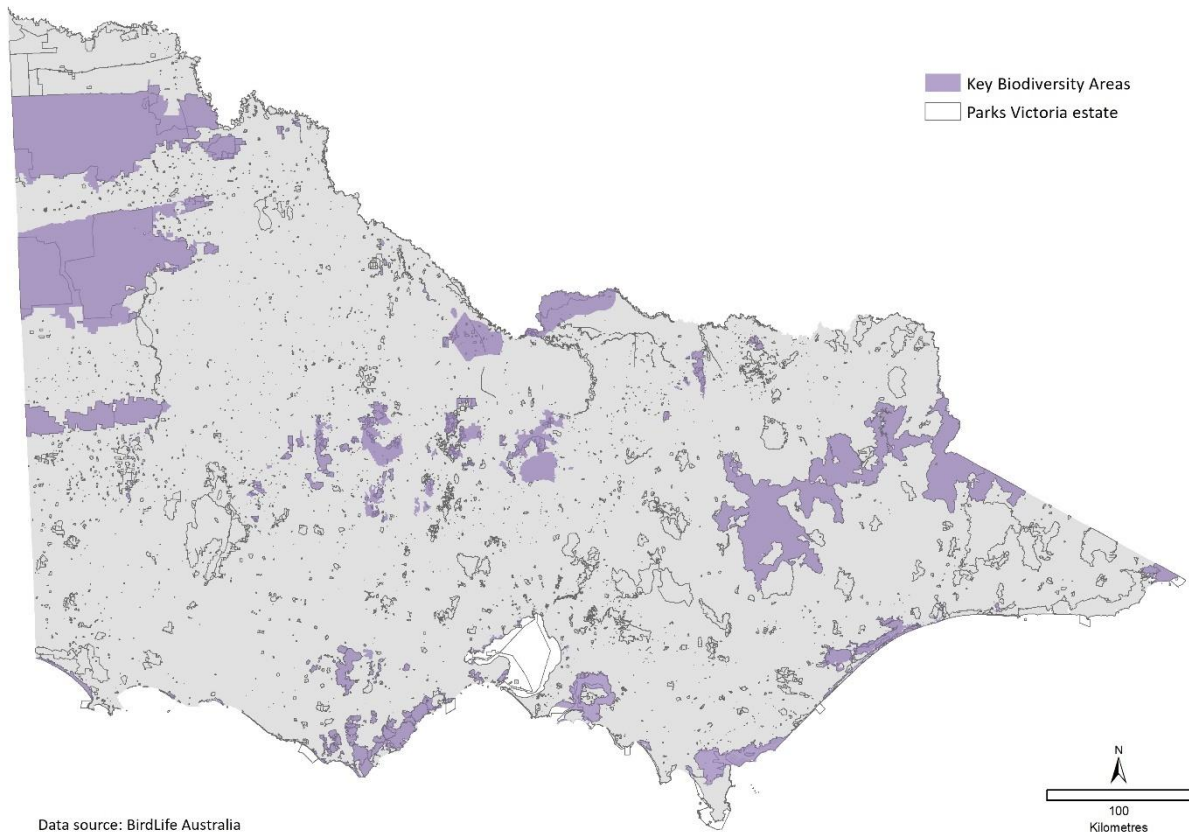 Key Biodiversity Areas
Parks Victoria estate
N
100
Kilometres
Data source: BirdLife Australia